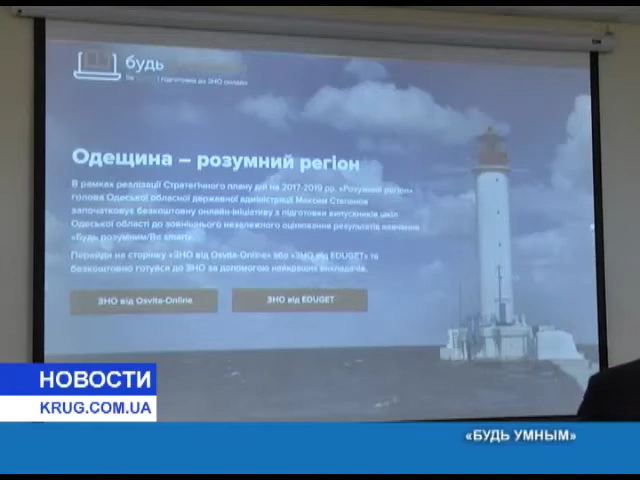 будь
підготовка до ЗНО онлайн
Одещина – розумний регіон
В рамках реалізації Стратегічного плану дій на 2017-2019 рр. «Розумний регіон»
голова Одеської обласної державної адміністрації Максим Степанов
започатковує безкоштовну онлайн-ініціативу з підготовки випускників шкіл
Одеської області до зовнішнього незалежного оцінювання результатів навчання
«Будь розумним/Be smart».
Перейди на сторінку «ЗНО від Osvita-Online» або «ЗНО від EDUGET» та
безкоштовно готуйся до ЗНО за допомогою найкращих викладачів.
ЗНО від Osvita-Online
ЗНО від EDUGET
НОВОСТИ
KRUG.COM.UA
«БУДЬ УМНЫМ»